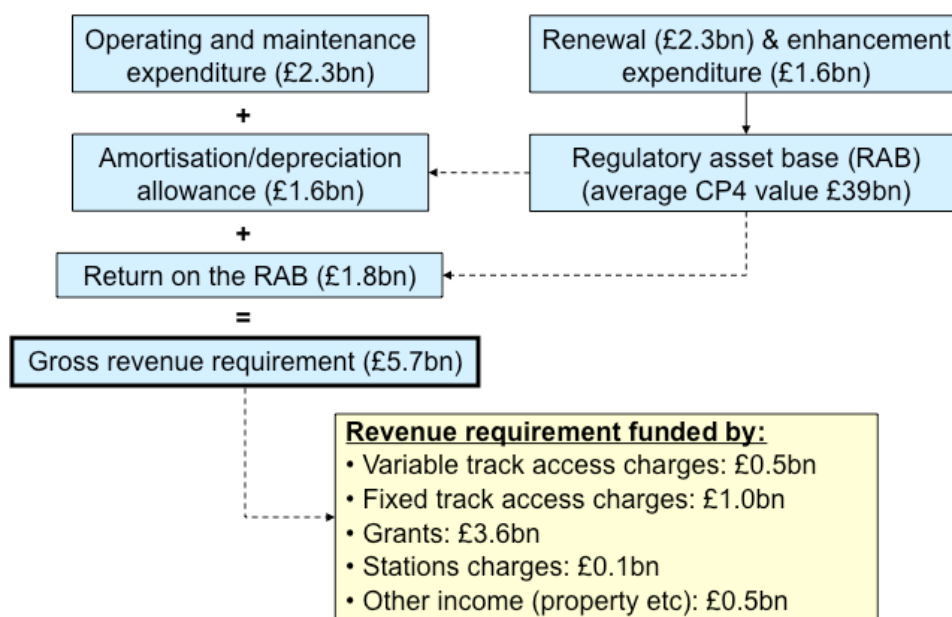 Operating and maintenance
expenditure (£2.3bn)
Renewal (£2.3bn) & enhancement
expenditure (£1.6bn)
+
Amortisation/depreciation
allowance (£1.6bn)
Regulatory asset base (RAB)
(average CP4 value £39bn)
+
Return on the RAB (£1.8bn)
=
Gross revenue requirement (£5.7bn)
Revenue requirement funded by:
• Variable track access charges: £0.5bn
• Fixed track access charges: £1.0bn
• Grants: £3.6bn
• Stations charges: £0.1bn
• Other income (property etc): £0.5bn